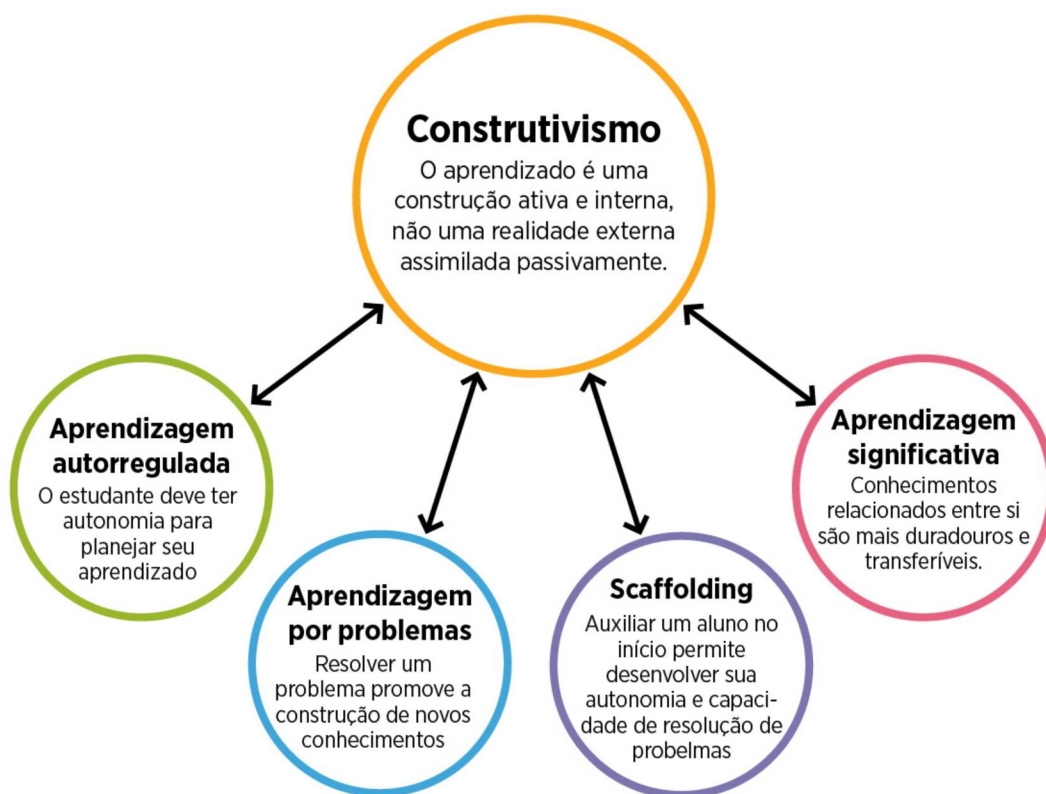 Construtivismo
O aprendizado é uma
construção ativa e interna,
não uma realidade externa
assimilada passivamente.
Aprendizagem
autorregulada
O estudante deve ter
autonomia para
planejar seu
aprendizado
Aprendizagem
por problemas
Resolver um
problema promove a
construção de novos
conhecimentos
Scaffolding
Auxiliar um aluno no
início permite
desenvolver sua
autonomia e capaci-
dade de resolução de
probelmas
Aprendizagem
significativa
Conhecimentos
relacionados entre si
são mais duradouros e
transferíveis.